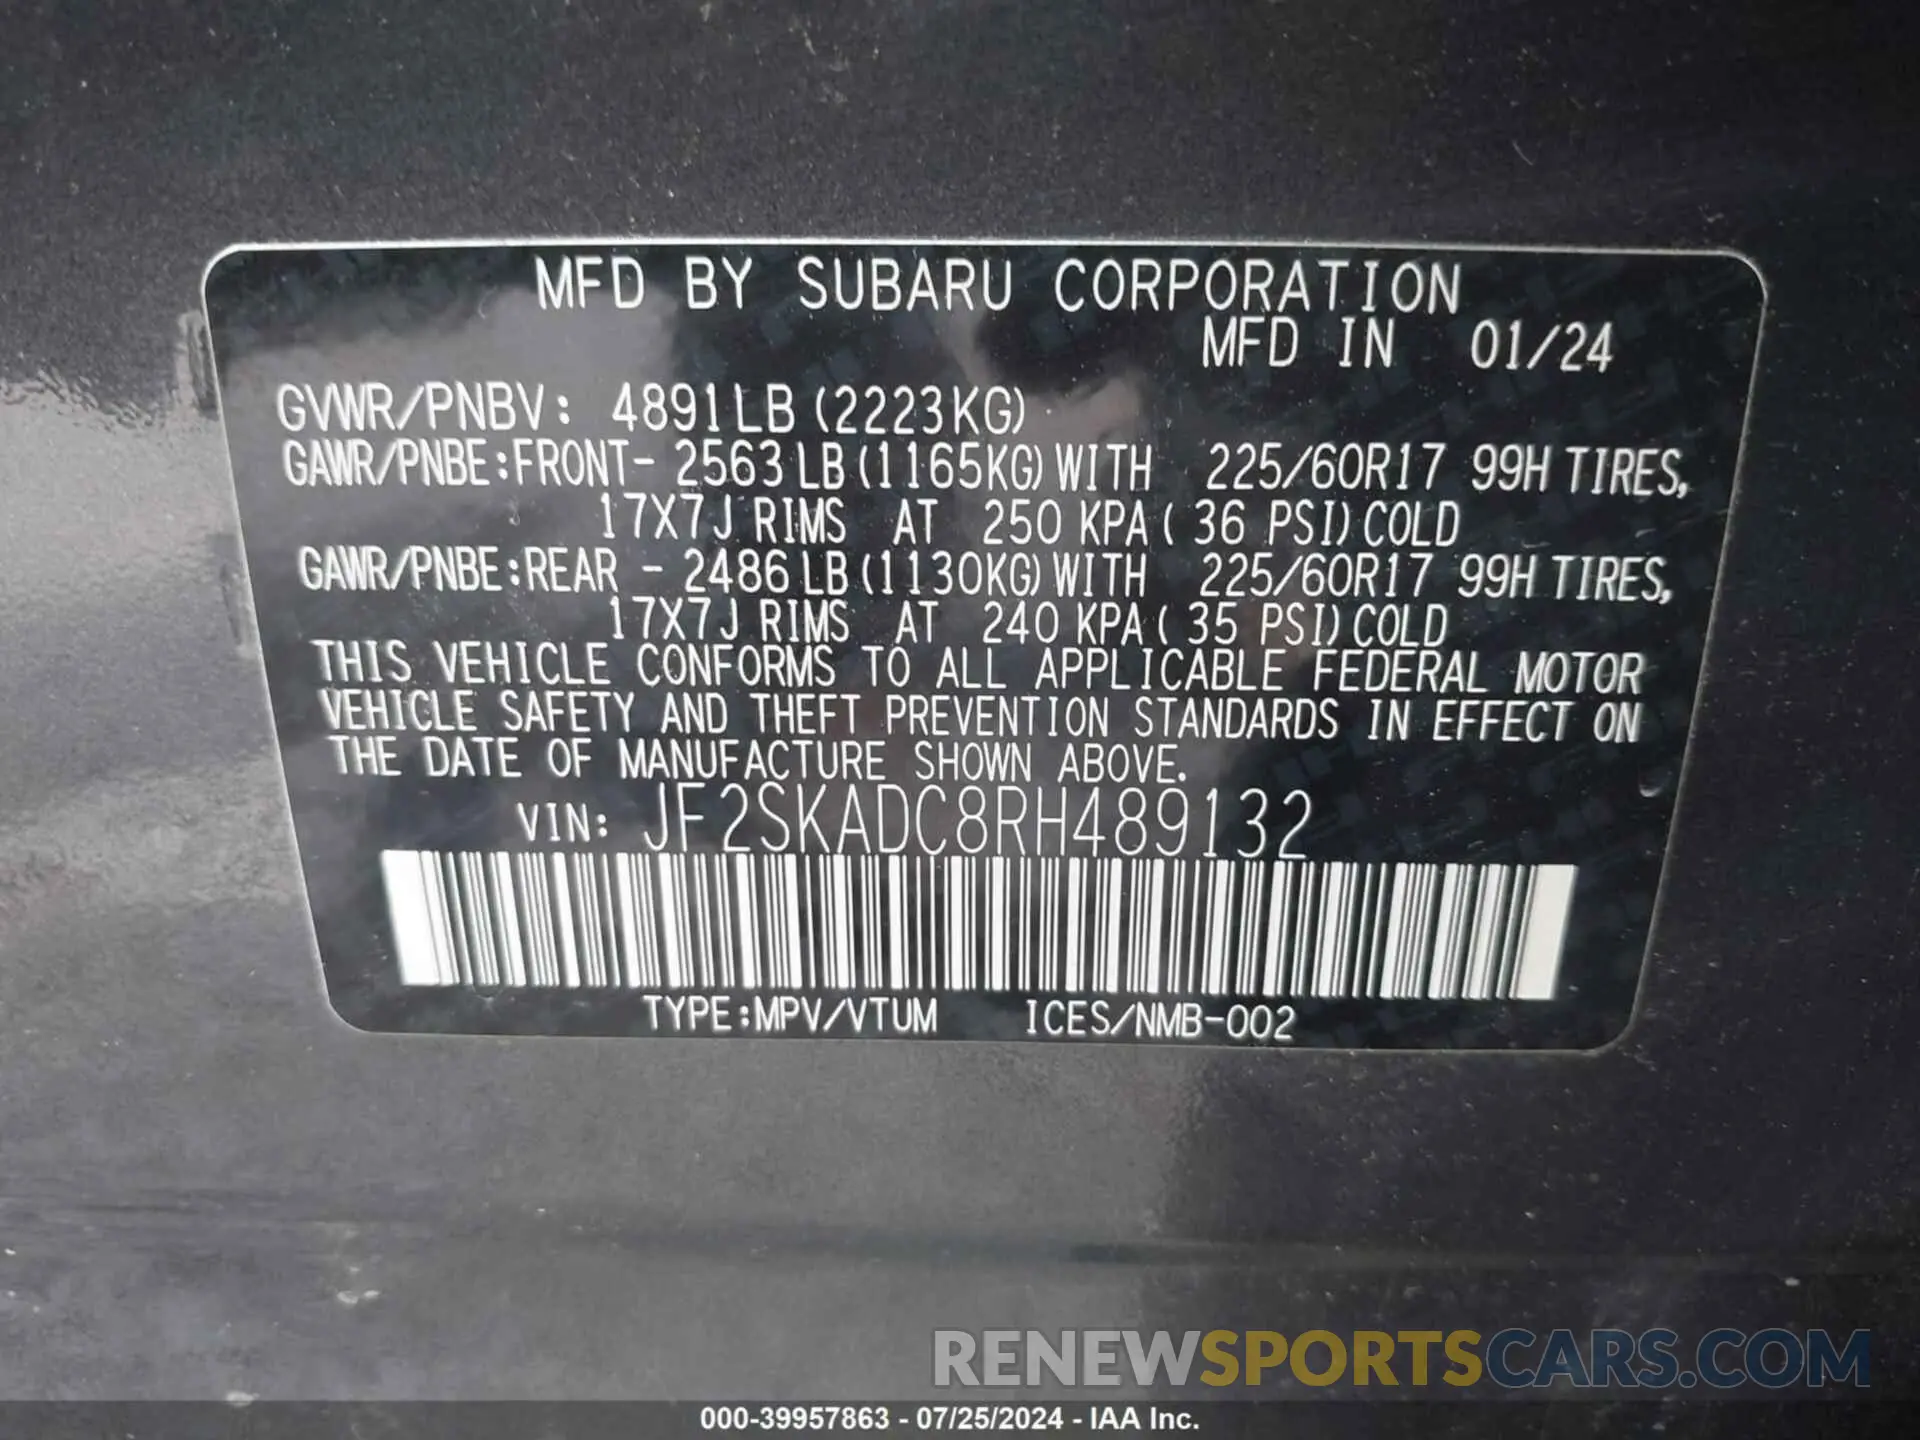 MFD BY SUBARU CORPORATION
MFD IN 01/24
GVWR/PNBV: 4891LB (2223KG)
GAWR/PNBE:FRONT- 2563 LB (1165KG) WITH 225/60R17 99H TIRES,
17X7J RIMS AT 250 KPA ( 36 PSI) COLD
GAWR/PNBE:REAR - 2486 LB (1130KG) WITH 225/60R17 99H TIRES,
17X7J RIMS AT 240 KPA ( 35 PSI) COLD
THIS VEHICLE CONFORMS TO ALL APPLICABLE FEDERAL MOTOR
VEHICLE SAFETY AND THEFT PREVENTION STANDARDS IN EFFECT ON
THE DATE OF MANUFACTURE SHOWN ABOVE.
VIN: JF2SKADC8RH489132
TYPE:MPV/VTUM ICES/NMB-002
RENEWSPORTSCARS.COM
000-39957863 - 07/25/2024 - IAA Inc.